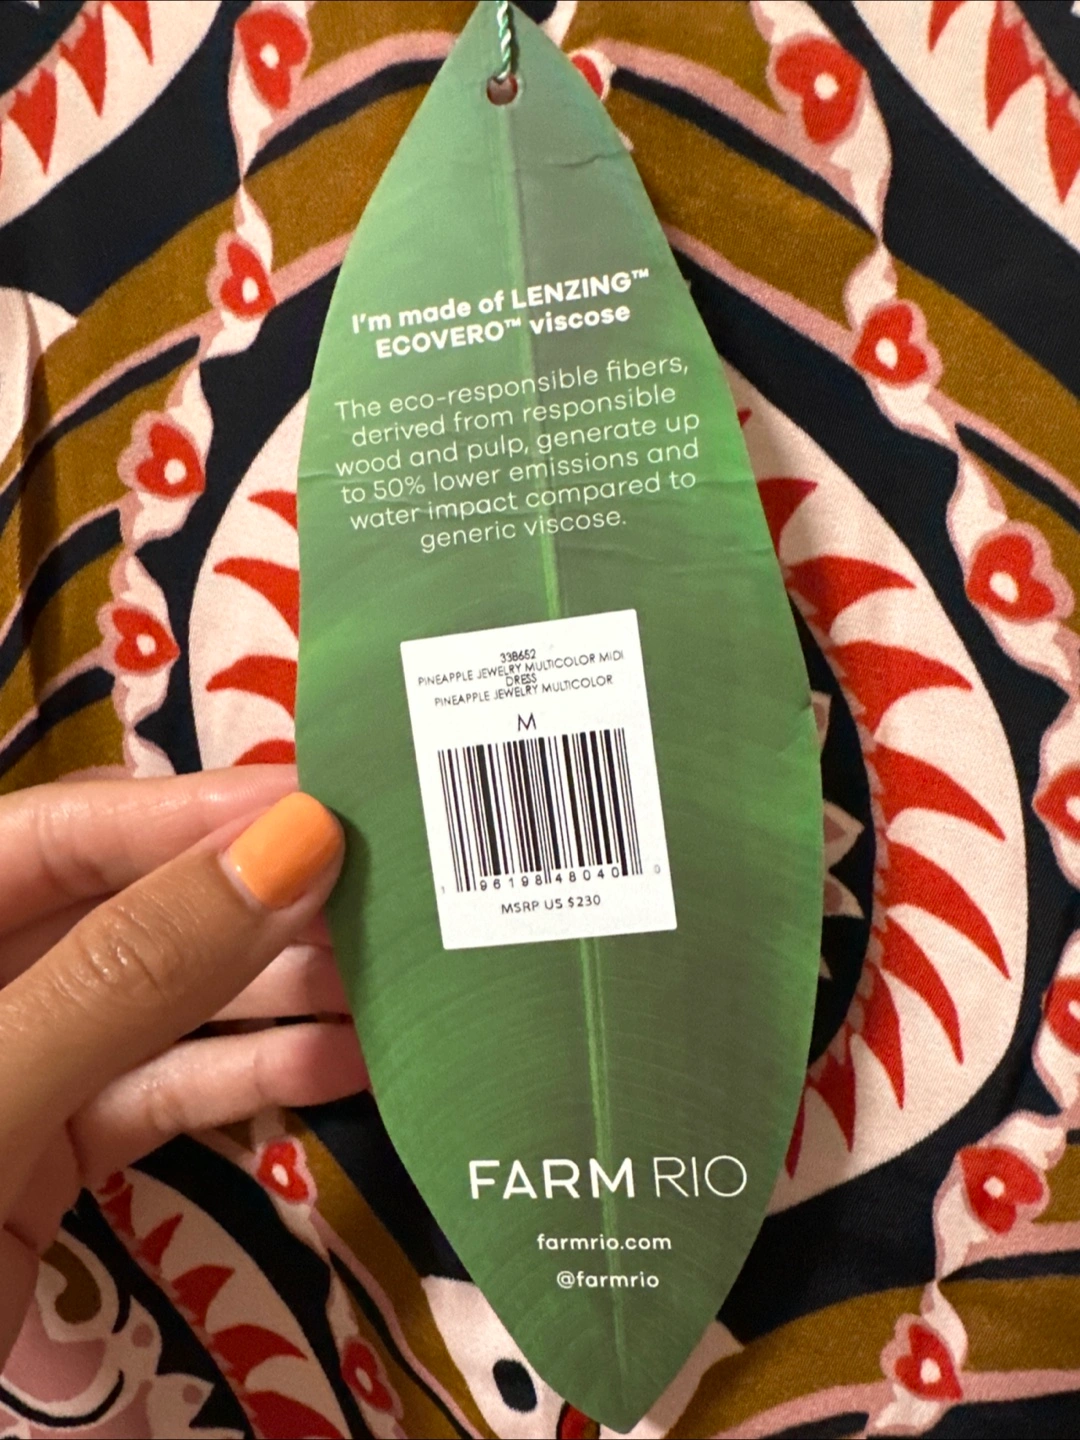 I'm made of LENZING™
ECOVERO™ viscose
The eco-responsible fibers,
derived from responsible
wood and pulp, generate up
to 50% lower emissions and
water impact compared to
generic viscose.
338652
PINEAPPLE JEWELRY MULTICOLOR MIDI
DRESS
PINEAPPLE JEWELRY MULTICOLOR
M
1 96198 48040 0
MSRP US $230
FARM RIO
farmrio.com
@farmrio